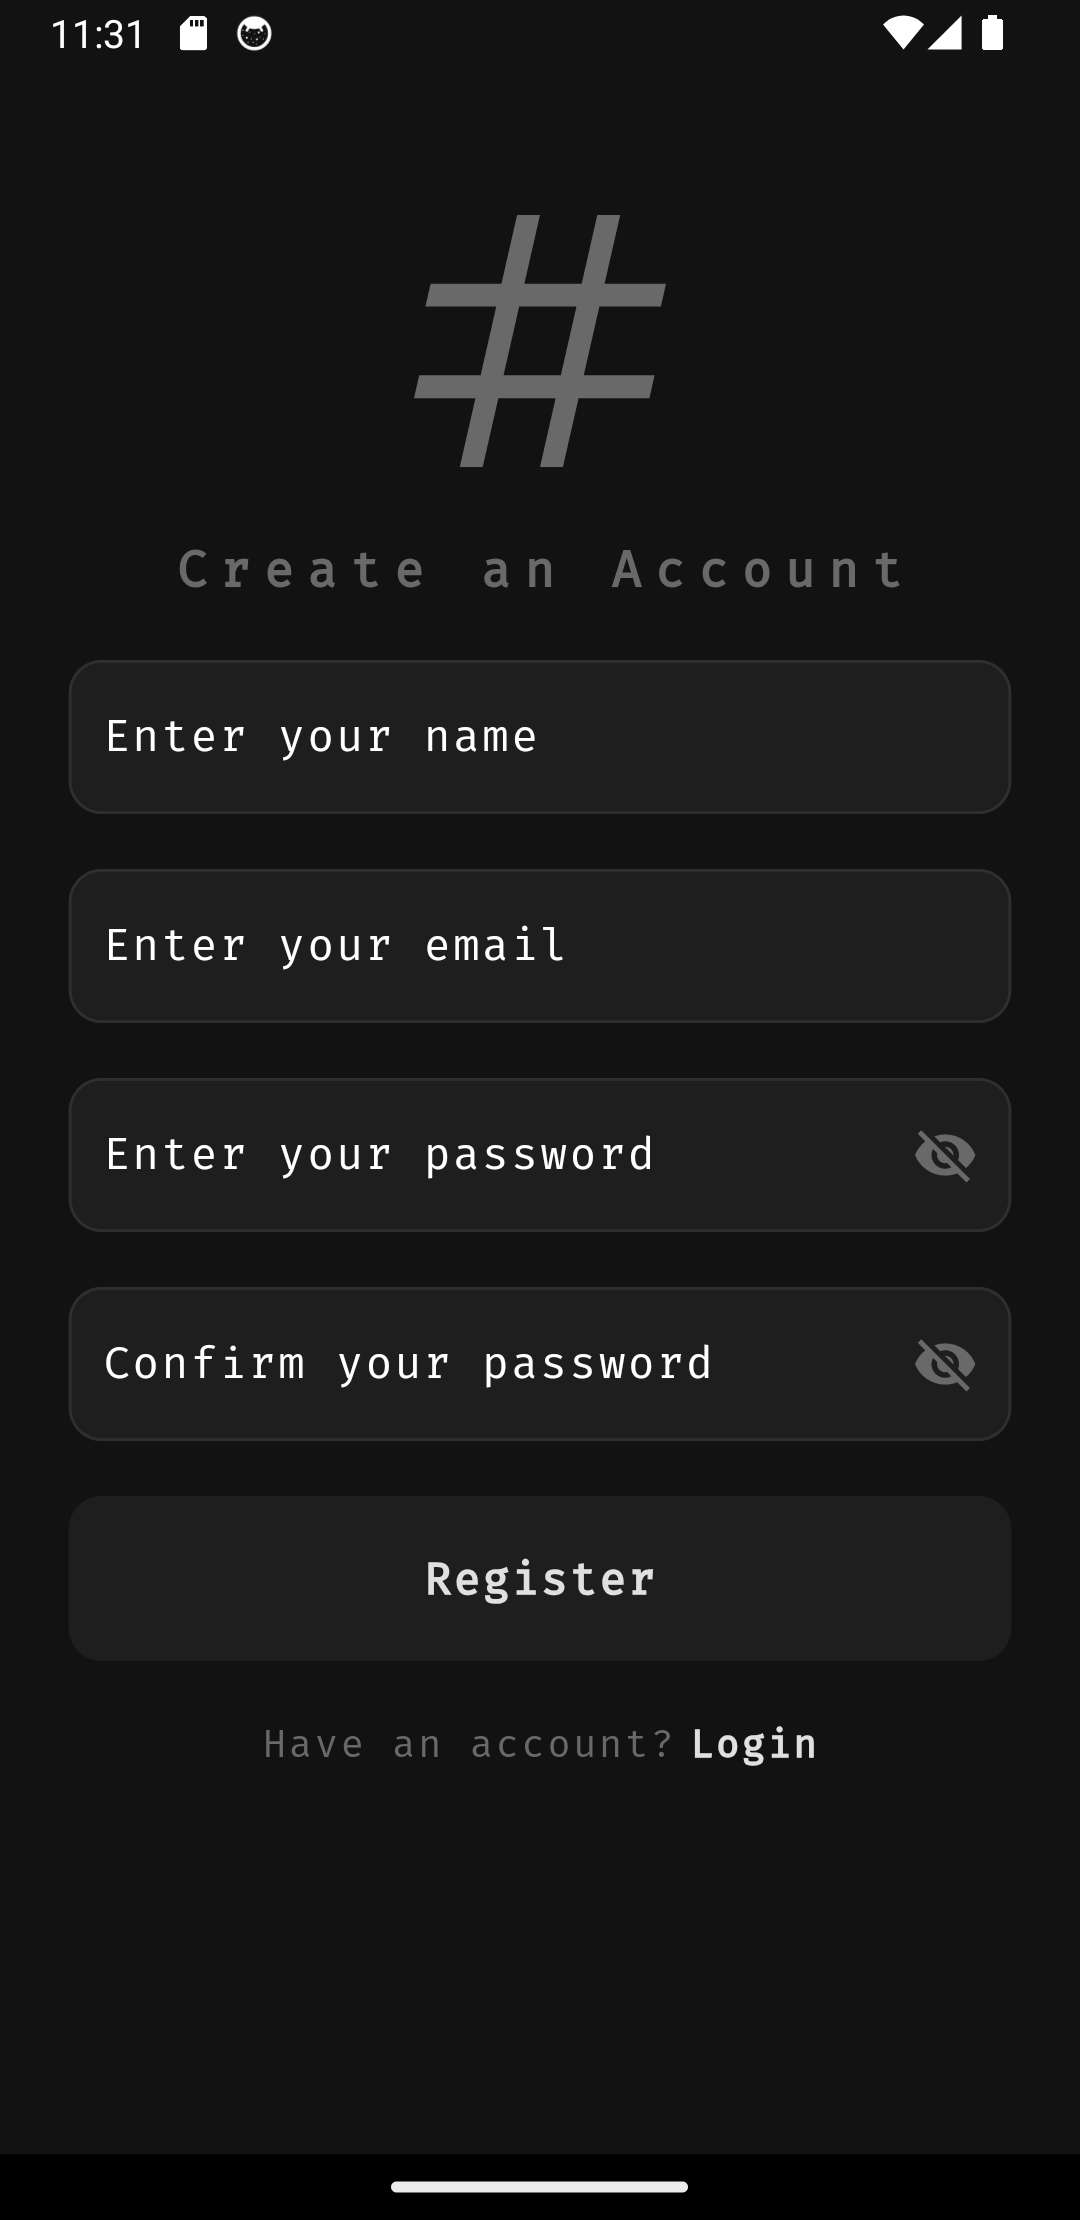 11:31
#
Create an Account
Enter your name
Enter your email
Enter your password
Confirm your password
Register
Have an account? Login